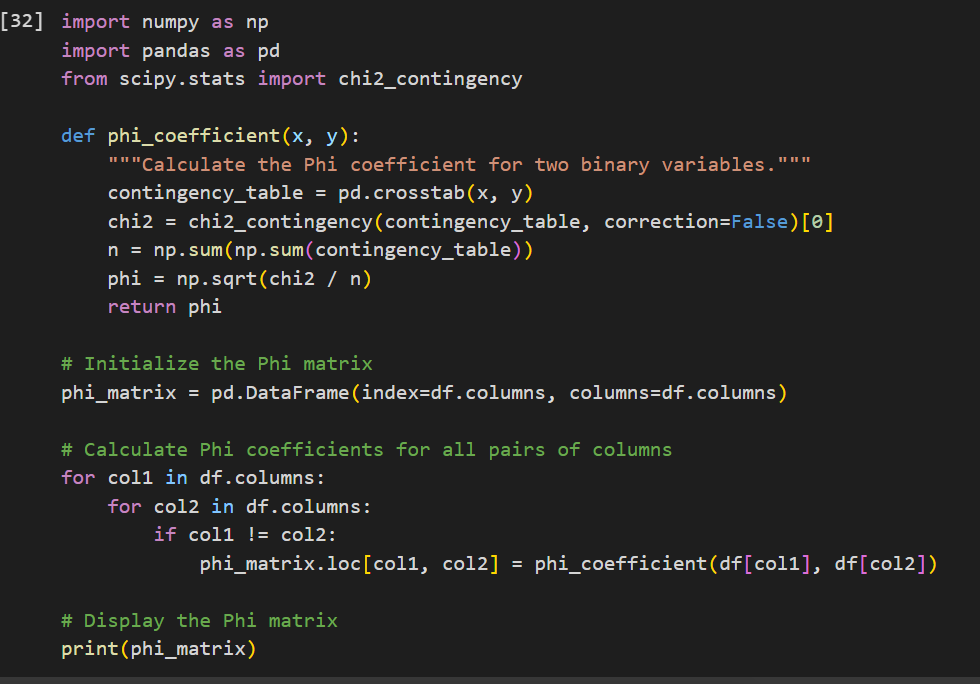 [32] import numpy as np
import pandas as pd
from scipy.stats import chi2_contingency
def phi_coefficient(x, y):
"""Calculate the Phi coefficient for two binary variables."""
contingency_table = pd.crosstab(x, y)
chi2 = chi2_contingency(contingency_table, correction=False)[0]
n = np.sum(np.sum(contingency_table))
phi = np.sqrt(chi2 / n)
return phi
# Initialize the Phi matrix
phi_matrix = pd.DataFrame(index=df.columns, columns=df.columns)
# Calculate Phi coefficients for all pairs of columns
for col1 in df.columns:
for col2 in df.columns:
if col1 != col2:
phi_matrix.loc[col1, col2] = phi_coefficient(df[col1], df[col2])
# Display the Phi matrix
print(phi_matrix)